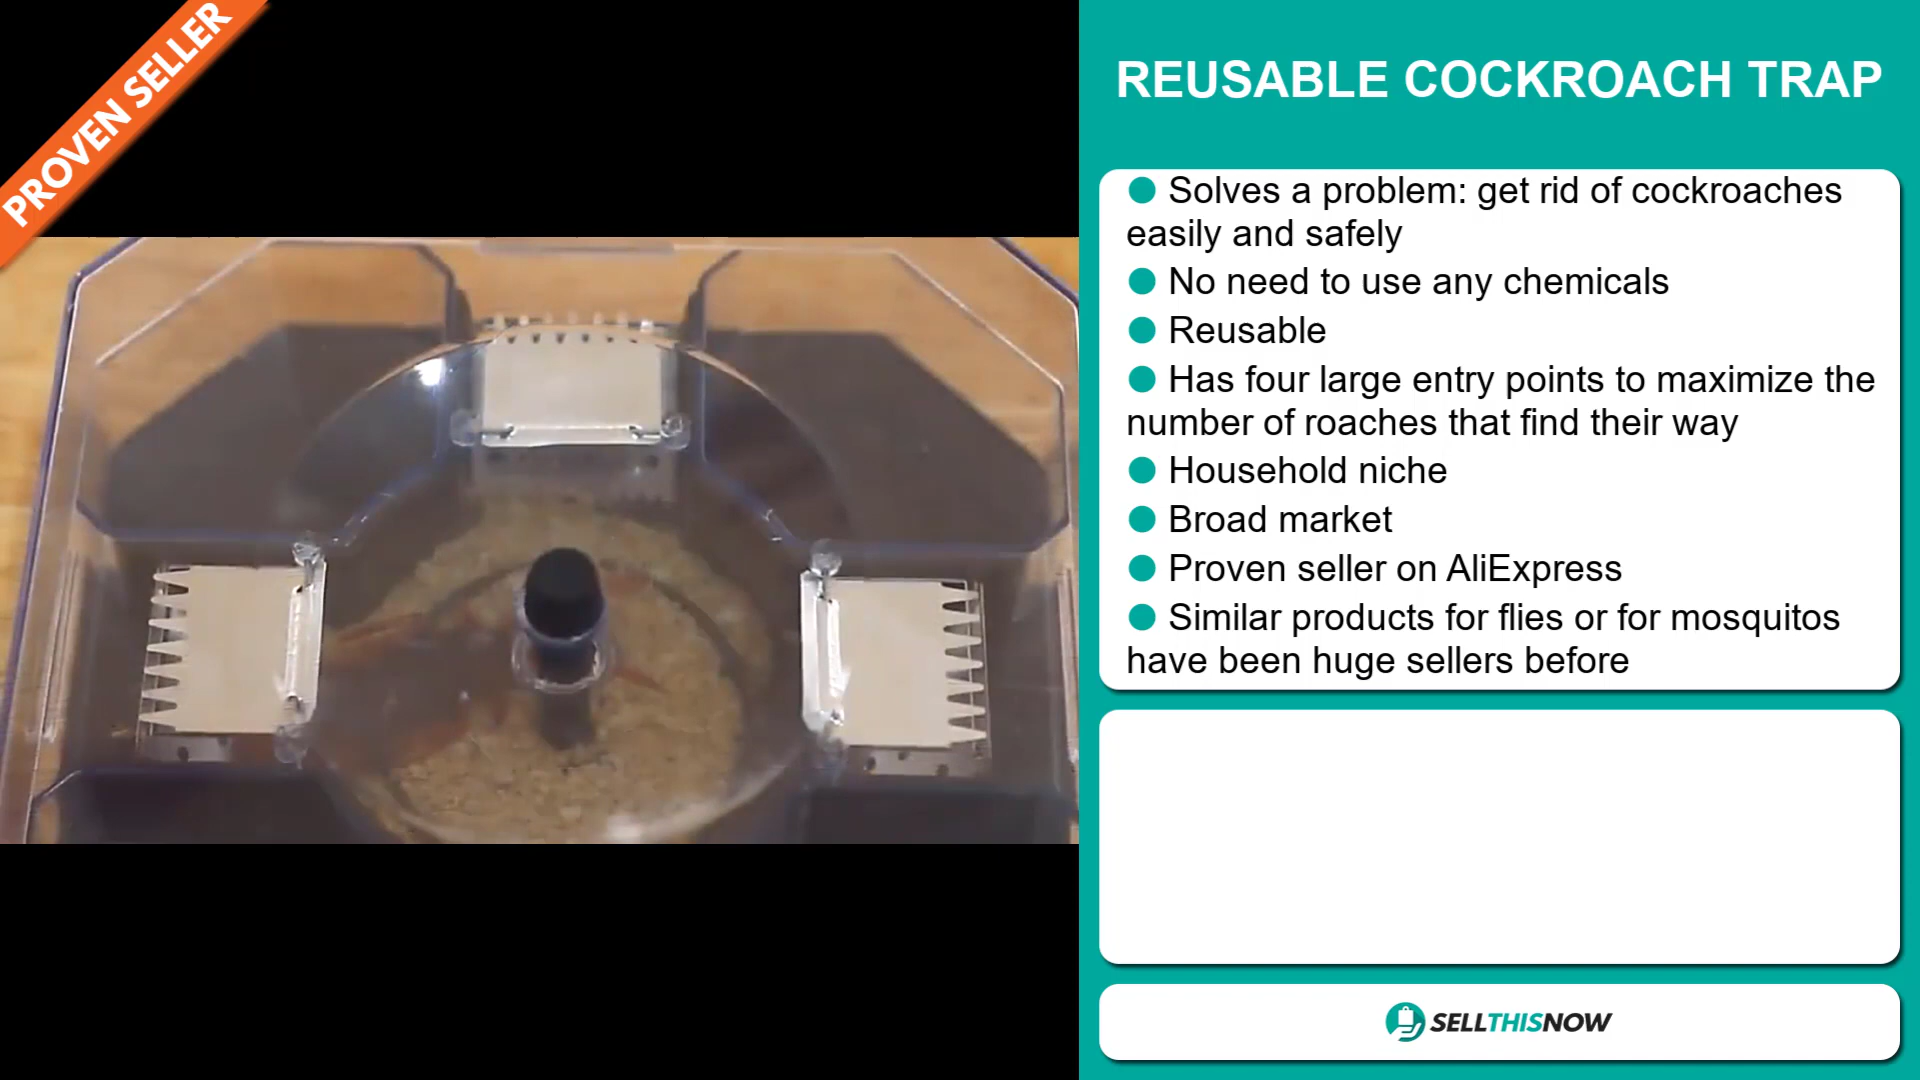 PROVEN SELLER
REUSABLE COCKROACH TRAP
● Solves a problem: get rid of cockroaches
easily and safely
● No need to use any chemicals
● Reusable
● Has four large entry points to maximize the
number of roaches that find their way
● Household niche
● Broad market
● Proven seller on AliExpress
● Similar products for flies or for mosquitos
have been huge sellers before
SELLTHISNOW